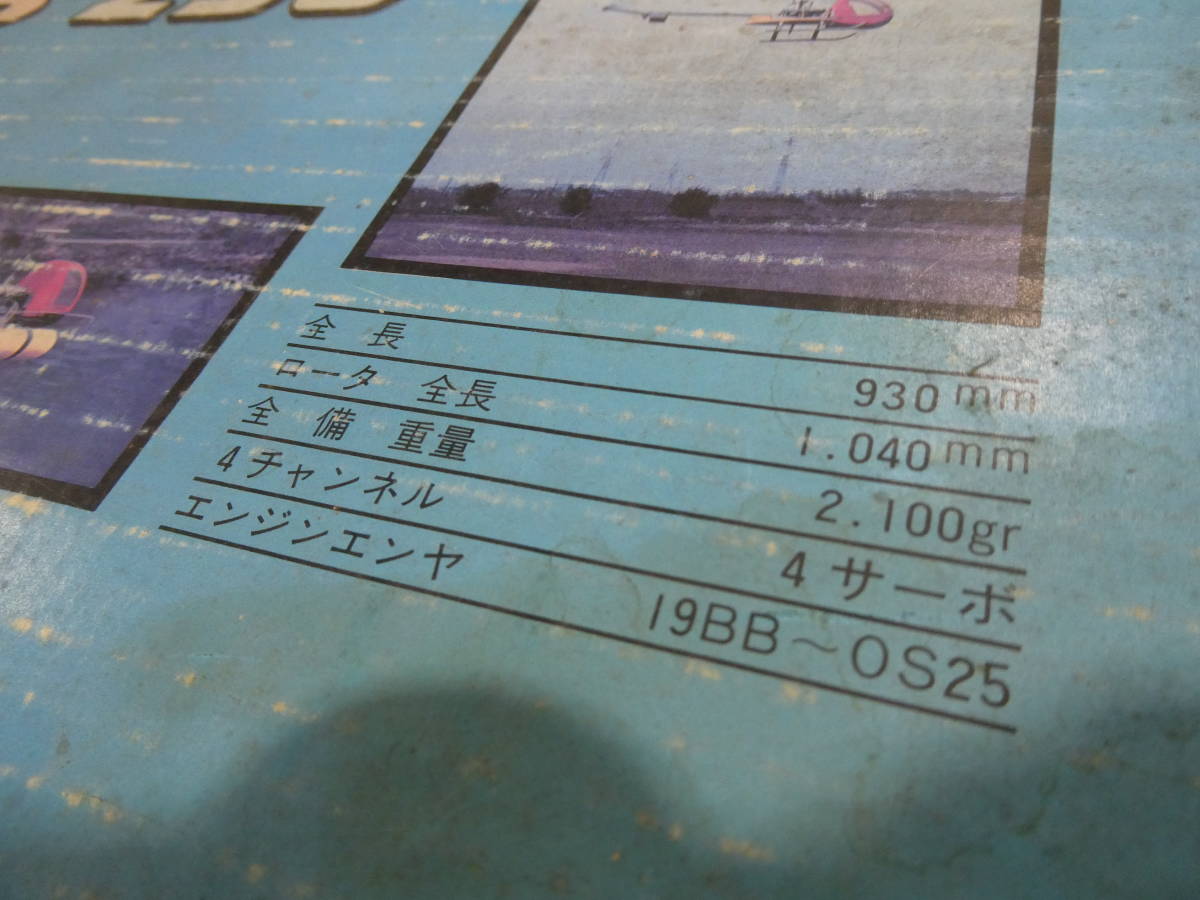 全長 930mm
ロータ 全長 1.040mm
全備重量 2.100gr
4チャンネル 4サーボ
エンジンエンヤ 19BB～OS25